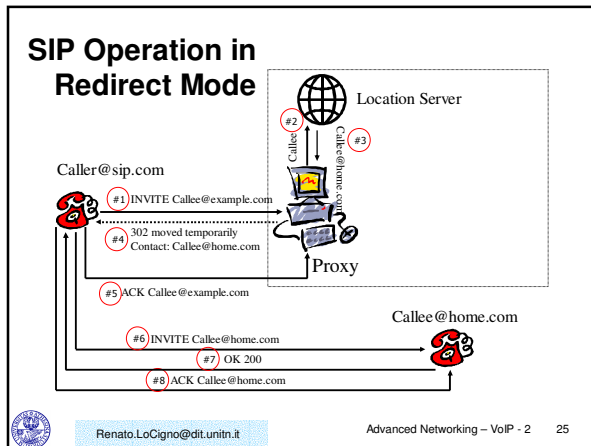 SIP Operation in
Redirect Mode
Location Server
#2
Callee
Callee@home.com
#3
Caller@sip.com
#1 INVITE Callee@example.com
#4 302 moved temporarily
Contact: Callee@home.com
Proxy
#5 ACK Callee@example.com
Callee@home.com
#6 INVITE Callee@home.com
#7 OK 200
#8 ACK Callee@home.com
Renato.LoCigno@dit.unitn.it
Advanced Networking – VoIP - 2 25